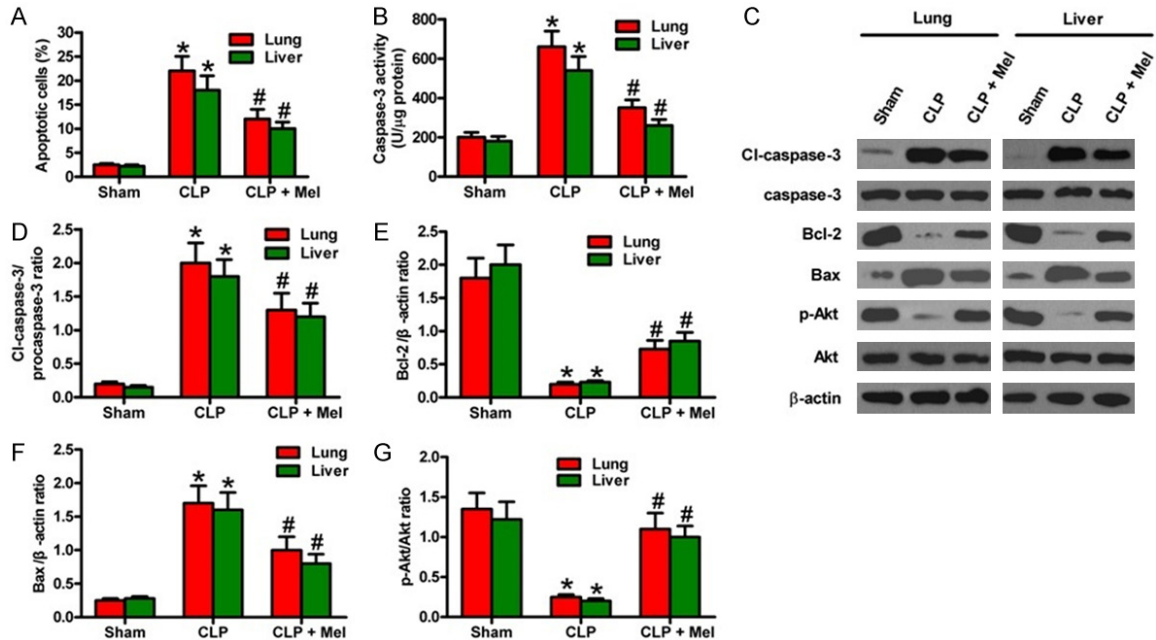 A
Apoptotic cells (%)
30
25
20
15
10
5
0
Lung
Liver
*
*
#
#
Sham
CLP
CLP + Mel
B
Caspase-3 activity
(U/μg protein)
800
600
400
200
0
Lung
Liver
*
*
#
#
Sham
CLP
CLP + Mel
C
Lung
Liver
Sham
CLP
CLP + Mel
Sham
CLP
CLP + Mel
Cl-caspase-3
caspase-3
Bcl-2
Bax
p-Akt
Akt
β-actin
D
Cl-caspase-3/
procaspase-3 ratio
2.5
2.0
1.5
1.0
0.5
0.0
Lung
Liver
*
*
#
#
Sham
CLP
CLP + Mel
E
Bcl-2/β -actin ratio
2.5
2.0
1.5
1.0
0.5
0.0
Lung
Liver
*
*
#
#
Sham
CLP
CLP + Mel
F
Bax/β -actin ratio
2.5
2.0
1.5
1.0
0.5
0.0
Lung
Liver
*
*
#
#
Sham
CLP
CLP + Mel
G
p-Akt/Akt ratio
2.0
1.5
1.0
0.5
0.0
Lung
Liver
*
*
#
#
Sham
CLP
CLP + Mel